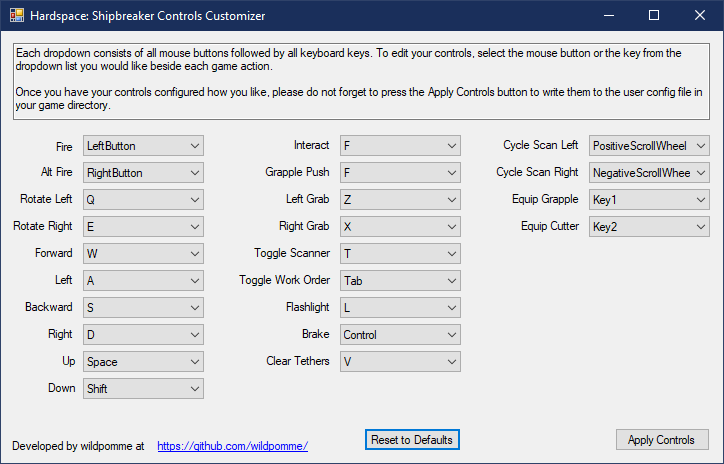 Hardspace: Shipbreaker Controls Customizer
Each dropdown consists of all mouse buttons followed by all keyboard keys. To edit your controls, select the mouse button or the key from the
dropdown list you would like beside each game action.
Once you have your controls configured how you like, please do not forget to press the Apply Controls button to write them to the user config file in
your game directory.
Fire LeftButton
Alt Fire RightButton
Rotate Left Q
Rotate Right E
Forward W
Left A
Backward S
Right D
Up Space
Down Shift
Interact F
Grapple Push F
Left Grab Z
Right Grab X
Toggle Scanner T
Toggle Work Order Tab
Flashlight L
Brake Control
Clear Tethers V
Cycle Scan Left PositiveScrollWheel
Cycle Scan Right NegativeScrollWhee
Equip Grapple Key1
Equip Cutter Key2
Developed by wildpomme at https://github.com/wildpomme/
Reset to Defaults
Apply Controls